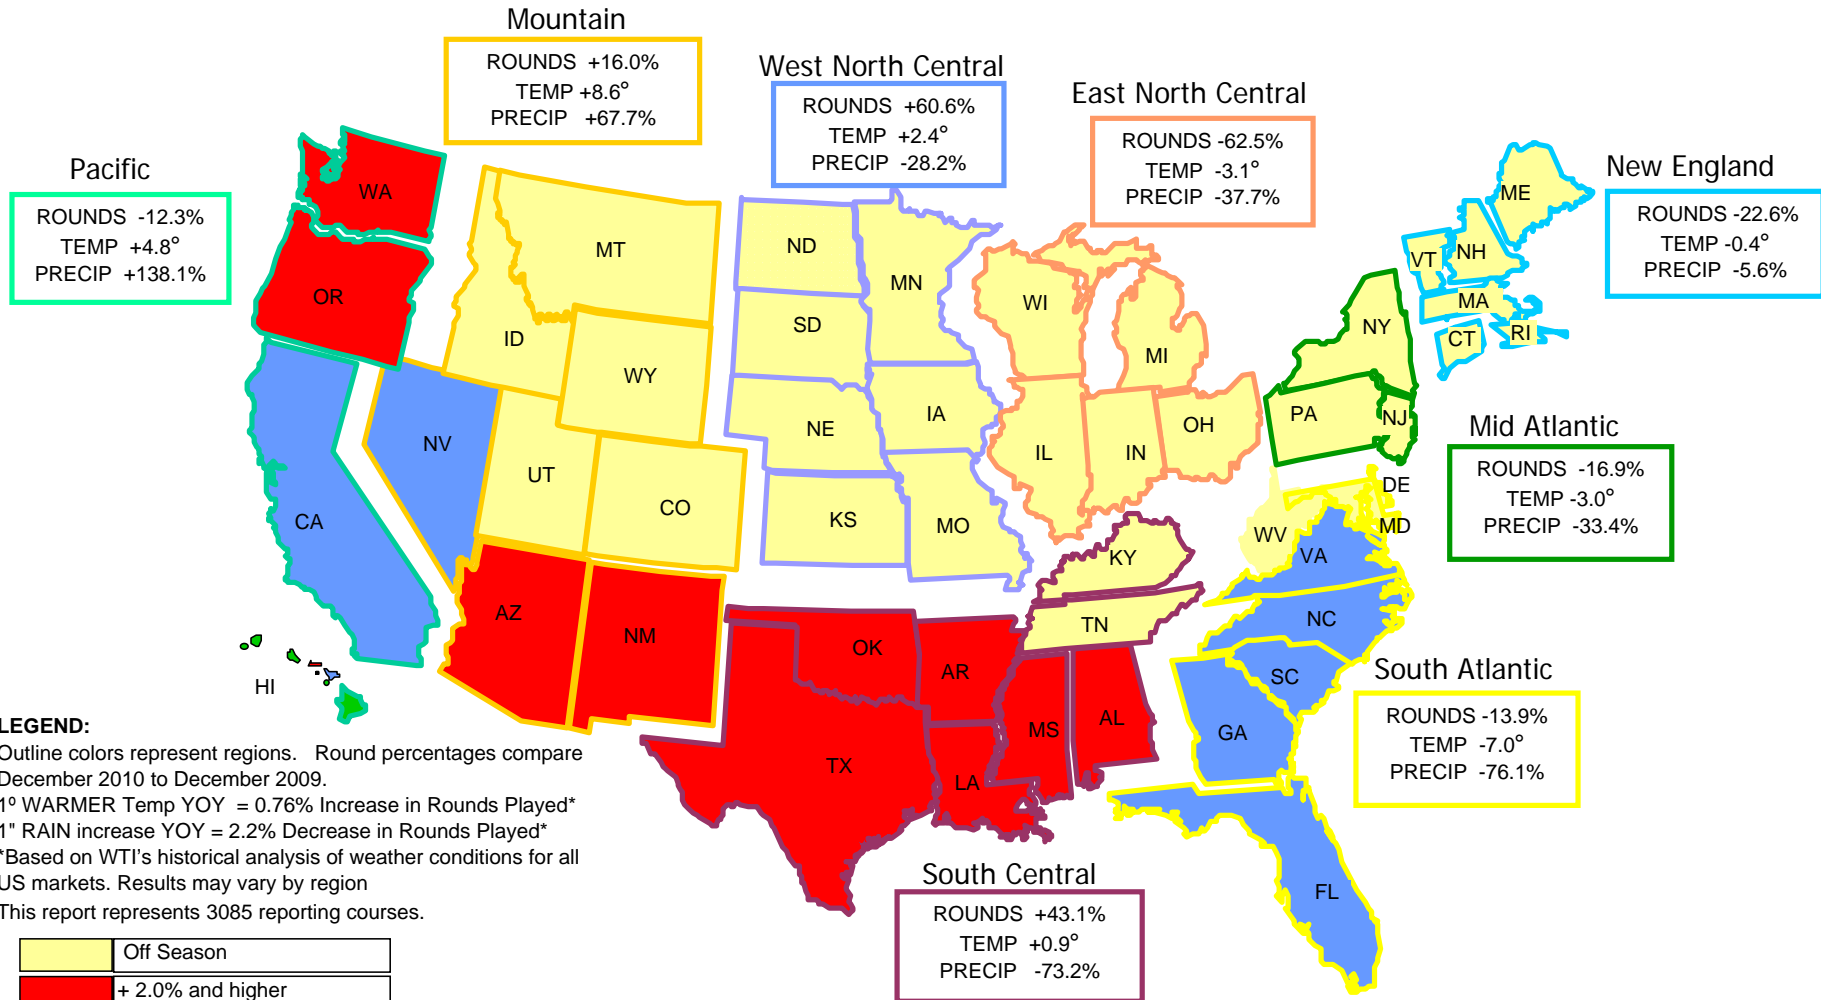 Mountain
ROUNDS +16.0%
TEMP +8.6°
PRECIP +67.7%
West North Central
ROUNDS +60.6%
TEMP +2.4°
PRECIP -28.2%
East North Central
ROUNDS -62.5%
TEMP -3.1°
PRECIP -37.7%
Pacific
ROUNDS -12.3%
TEMP +4.8°
PRECIP +138.1%
New England
ROUNDS -22.6%
TEMP -0.4°
PRECIP -5.6%
WA
OR
MT
ID
WY
ND
SD
MN
WI
MI
ME
VT
NH
MA
CT
RI
NY
PA
NJ
NV
UT
CO
CA
NE
IA
KS
MO
IL
IN
OH
Mid Atlantic
ROUNDS -16.9%
TEMP -3.0°
PRECIP -33.4%
DE
MD
WV
VA
KY
TN
NC
SC
GA
FL
AZ
NM
OK
AR
TX
LA
MS
AL
HI
South Atlantic
ROUNDS -13.9%
TEMP -7.0°
PRECIP -76.1%
South Central
ROUNDS +43.1%
TEMP +0.9°
PRECIP -73.2%
LEGEND:
Outline colors represent regions. Round percentages compare
December 2010 to December 2009.
1º WARMER Temp YOY = 0.76% Increase in Rounds Played*
1" RAIN increase YOY = 2.2% Decrease in Rounds Played*
*Based on WTI's historical analysis of weather conditions for all
US markets. Results may vary by region
This report represents 3085 reporting courses.
Off Season
+ 2.0% and higher